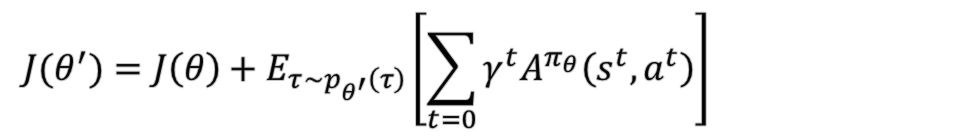 J(θ′) = J(θ) + E_{τ∼p_{θ′}(τ)} [∑_{t=0} γ^t A^{π_θ}(s^t, a^t)]